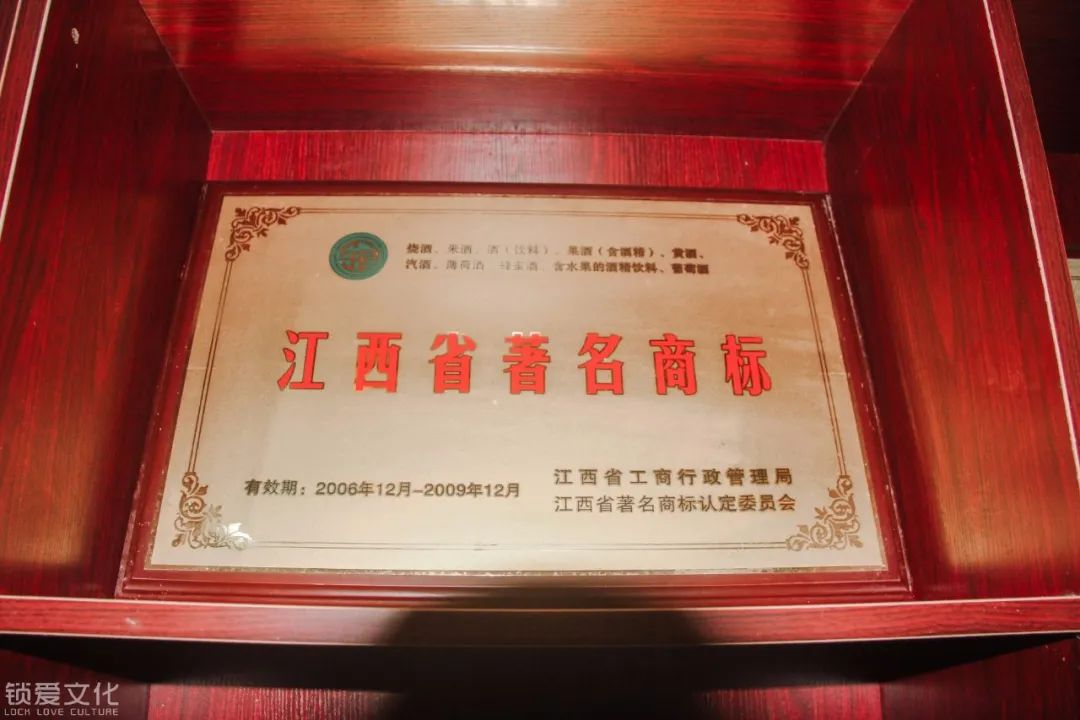 烧酒、米酒、酒（饮料）、果酒（含酒精）、黄酒、
汽酒、薄荷酒、蜂蜜酒、含水果的酒精饮料、葡萄酒
江西省著名商标
有效期：2006年12月-2009年12月
江西省工商行政管理局
江西省著名商标认定委员会
锁爱文化
LOCK LOVE CULTURE